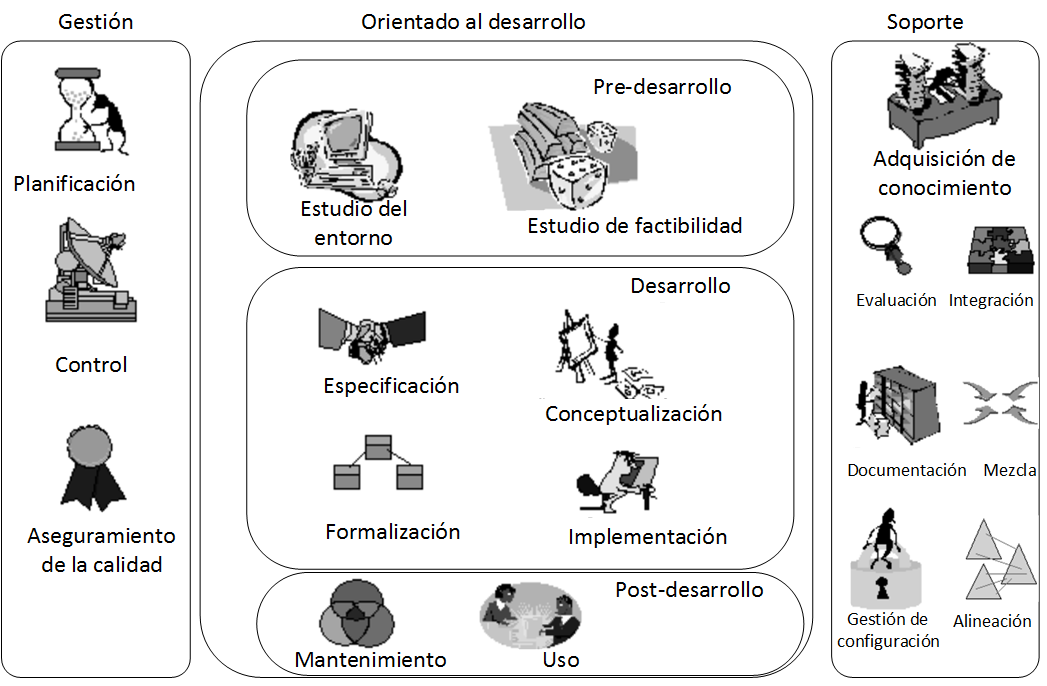 Gestión
Planificación
Control
Aseguramiento
de la calidad
Orientado al desarrollo
Pre-desarrollo
Estudio del
entorno
Estudio de factibilidad
Desarrollo
Especificación
Conceptualización
Formalización
Implementación
Post-desarrollo
Mantenimiento
Uso
Soporte
Adquisición de
conocimiento
Evaluación
Integración
Documentación
Mezcla
Gestión de
configuración
Alineación